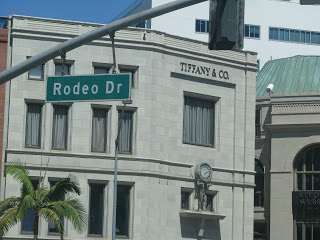 Rodeo Dr
TIFFANY & CO.